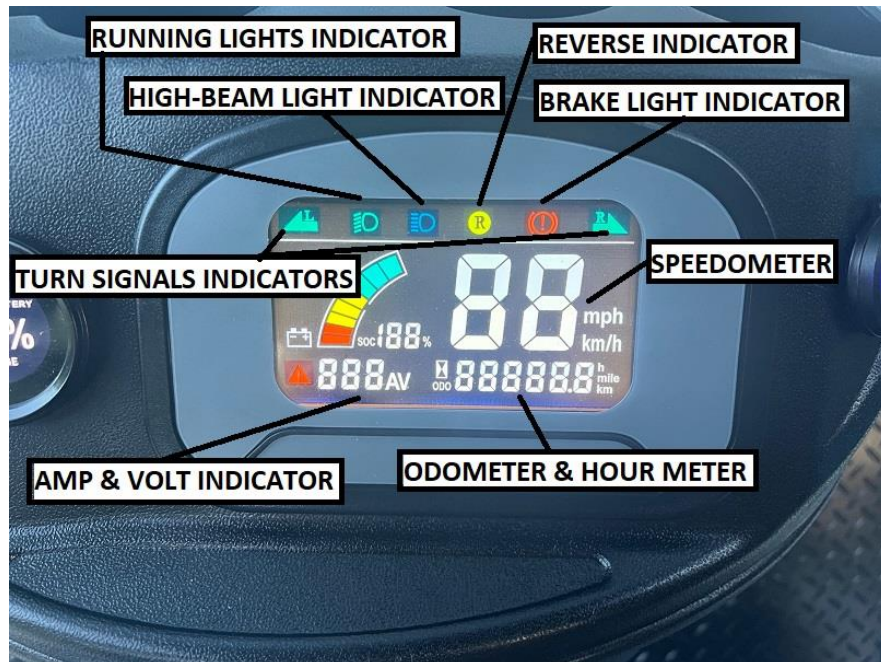 RUNNING LIGHTS INDICATOR
REVERSE INDICATOR
HIGH-BEAM LIGHT INDICATOR
BRAKE LIGHT INDICATOR
L
R
R
TURN SIGNALS INDICATORS
SPEEDOMETER
88
mph
km/h
SOC 188 %
%
888 AV
ODO 88888.8 h mile km
AMP & VOLT INDICATOR
ODOMETER & HOUR METER